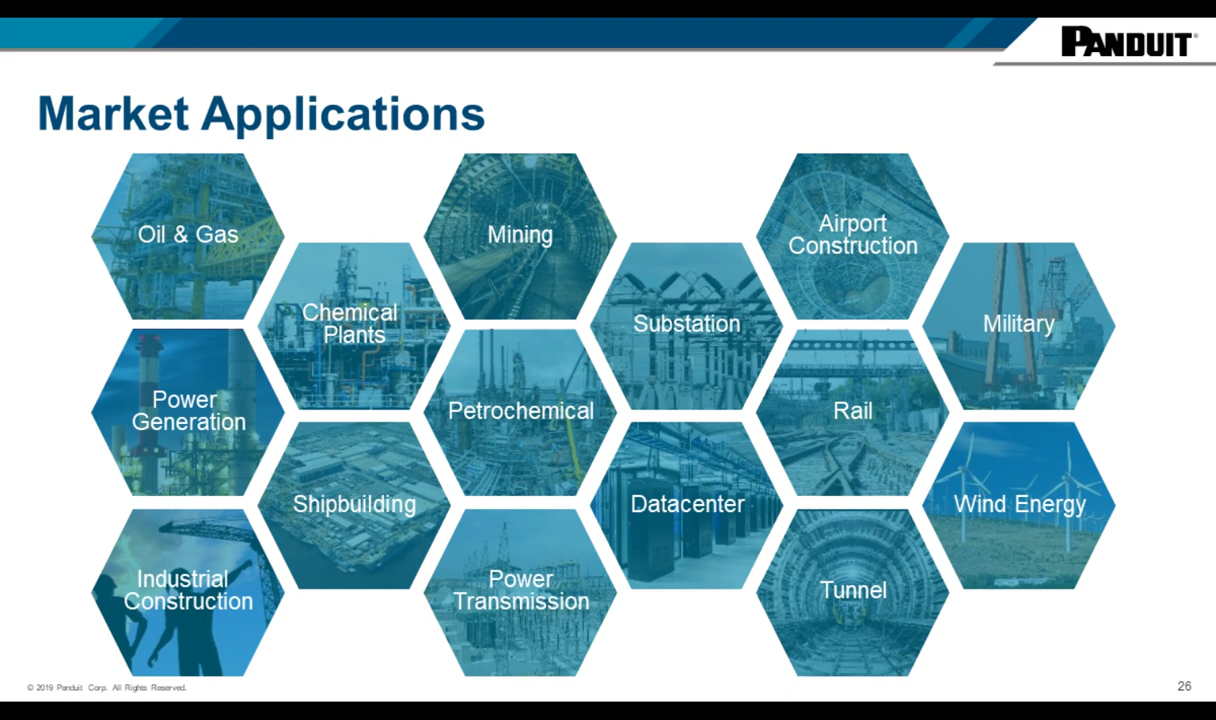 PANDUIT®
Market Applications
Oil & Gas
Mining
Airport
Construction
Chemical
Plants
Substation
Military
Power
Generation
Petrochemical
Rail
Shipbuilding
Datacenter
Wind Energy
Industrial
Construction
Power
Transmission
Tunnel
© 2019 Panduit Corp. All Rights Reserved.
26